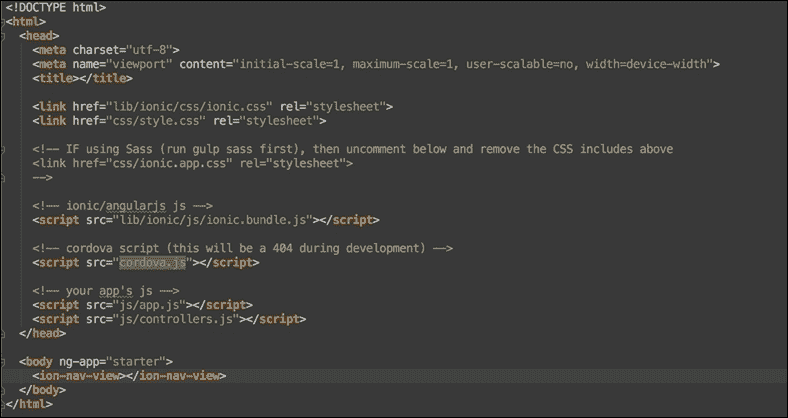 <!DOCTYPE html>
<html>
<head>
<meta charset="utf-8">
<meta name="viewport" content="initial-scale=1, maximum-scale=1, user-scalable=no, width=device-width">
<title></title>
<link href="lib/ionic/css/ionic.css" rel="stylesheet">
<link href="css/style.css" rel="stylesheet">
<!-- IF using Sass (run gulp sass first), then uncomment below and remove the CSS includes above
<link href="css/ionic.app.css" rel="stylesheet">
-->
<!-- ionic/angularjs js -->
<script src="lib/ionic/js/ionic.bundle.js"></script>
<!-- cordova script (this will be a 404 during development) -->
<script src="cordova.js"></script>
<!-- your app's js -->
<script src="js/app.js"></script>
<script src="js/controllers.js"></script>
</head>
<body ng-app="starter">
<ion-nav-view></ion-nav-view>
</body>
</html>